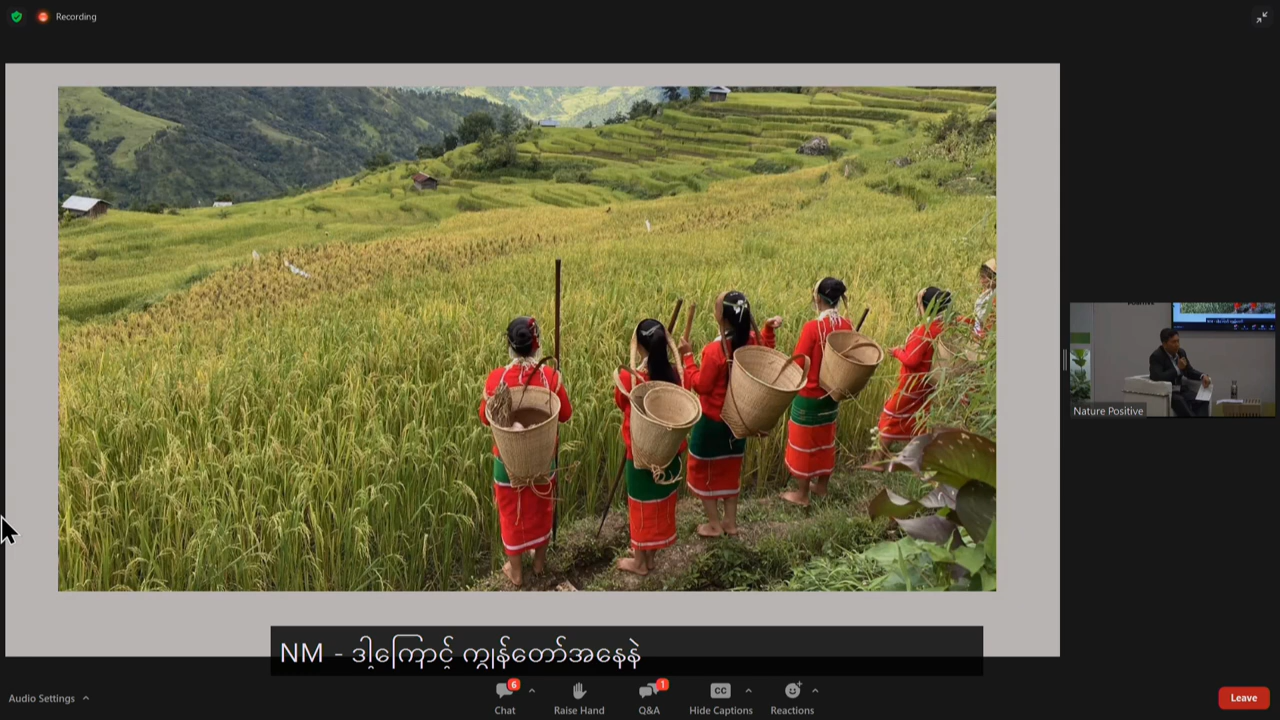 Recording
Nature Positive
NM - ဒါ့ကြောင့် ကျွန်တော်အနေနဲ့
Audio Settings
6
Chat
Raise Hand
1
Q&A
CC
Hide Captions
Reactions
Leave